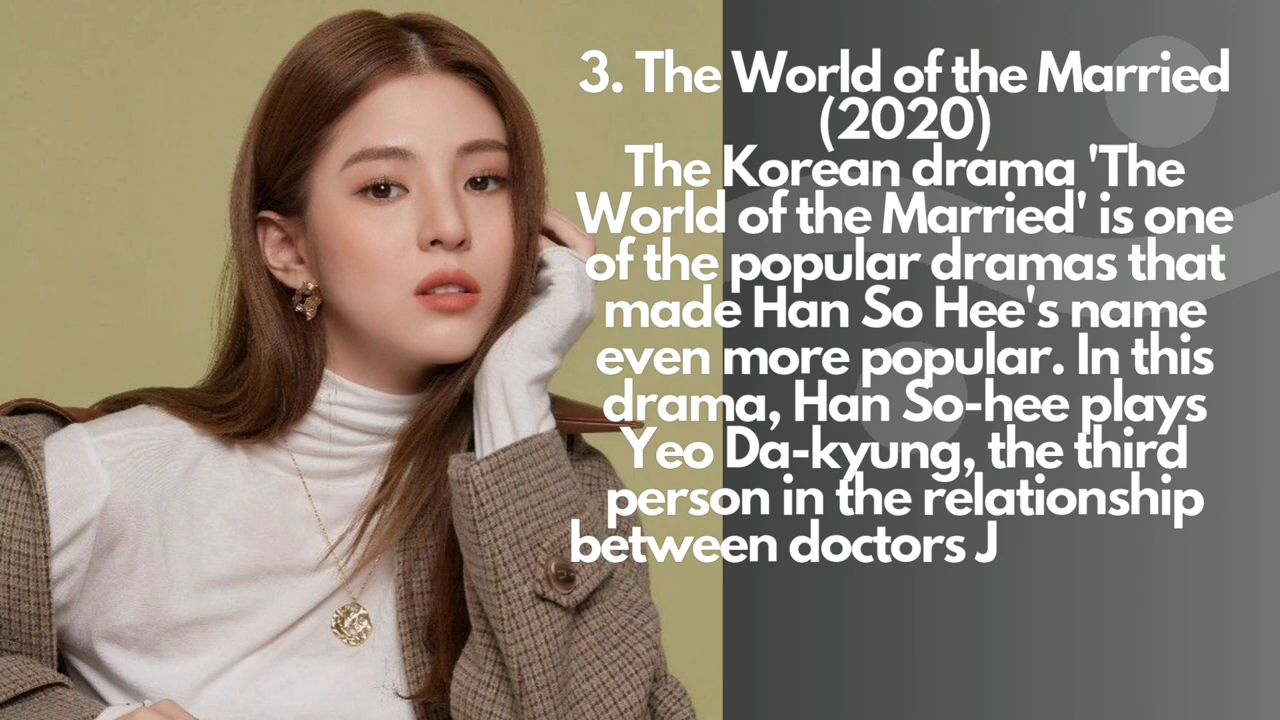 3. The World of the Married
(2020)
The Korean drama 'The
World of the Married' is one
of the popular dramas that
made Han So Hee's name
even more popular. In this
drama, Han So-hee plays
Yeo Da-kyung, the third
person in the relationship
between doctors J